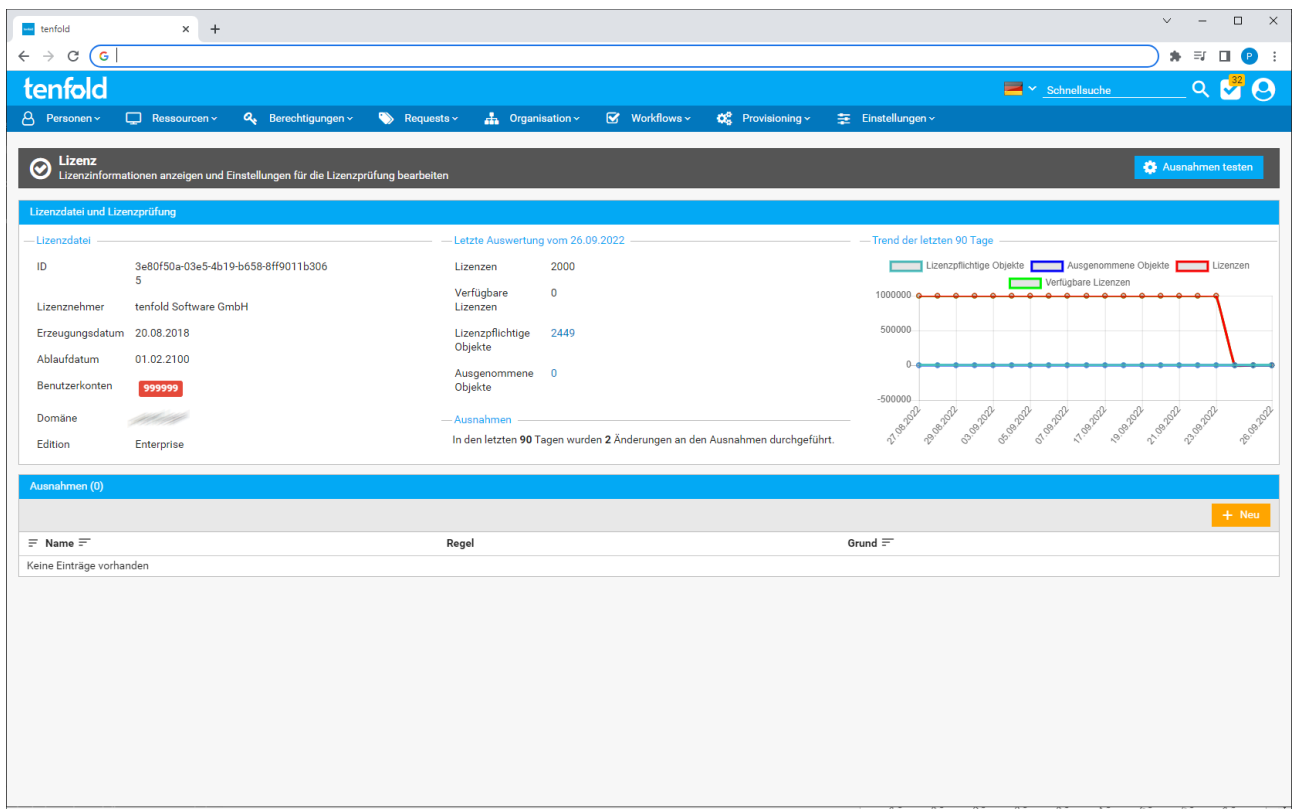 tenfold
G
P
tenfold
Schnellsuche
32
Personen
Ressourcen
Berechtigungen
Requests
Organisation
Workflows
Provisioning
Einstellungen
Lizenz
Lizenzinformationen anzeigen und Einstellungen für die Lizenzprüfung bearbeiten
Ausnahmen testen
Lizenzdatei und Lizenzprüfung
Lizenzdatei
ID 3e80f50a-03e5-4b19-b658-8ff9011b306
5
Lizenznehmer tenfold Software GmbH
Erzeugungsdatum 20.08.2018
Ablaufdatum 01.02.2100
Benutzerkonten 999999
Domäne
Edition Enterprise
Letzte Auswertung vom 26.09.2022
Lizenzen 2000
Verfügbare 0
Lizenzen
Lizenzpflichtige 2449
Objekte
Ausgenommene 0
Objekte
Ausnahmen
In den letzten 90 Tagen wurden 2 Änderungen an den Ausnahmen durchgeführt.
Trend der letzten 90 Tage
Lizenzpflichtige Objekte Ausgenommene Objekte Lizenzen
Verfügbare Lizenzen
1000000
500000
0
-500000
27.08.2022
29.08.2022
03.09.2022
05.09.2022
07.09.2022
17.09.2022
19.09.2022
21.09.2022
23.09.2022
26.09.2022
Ausnahmen (0)
+ Neu
Name Regel Grund
Keine Einträge vorhanden